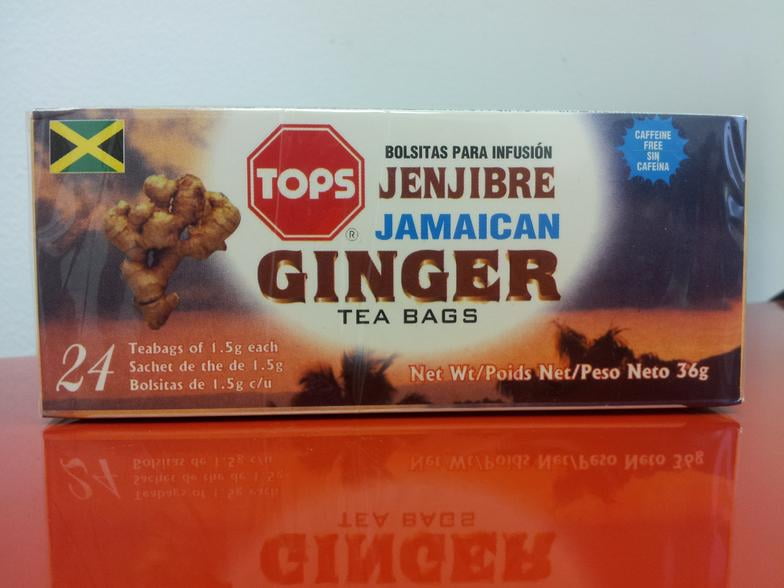 TOPS
®
BOLSITAS PARA INFUSIÓN
JENJIBRE
JAMAICAN
GINGER
TEA BAGS
CAFFEINE
FREE
SIN
CAFEINA
24
Teabags of 1.5g each
Sachet de the de 1.5g
Bolsitas de 1.5g c/u
Net Wt/Poids Net/Peso Neto 36g